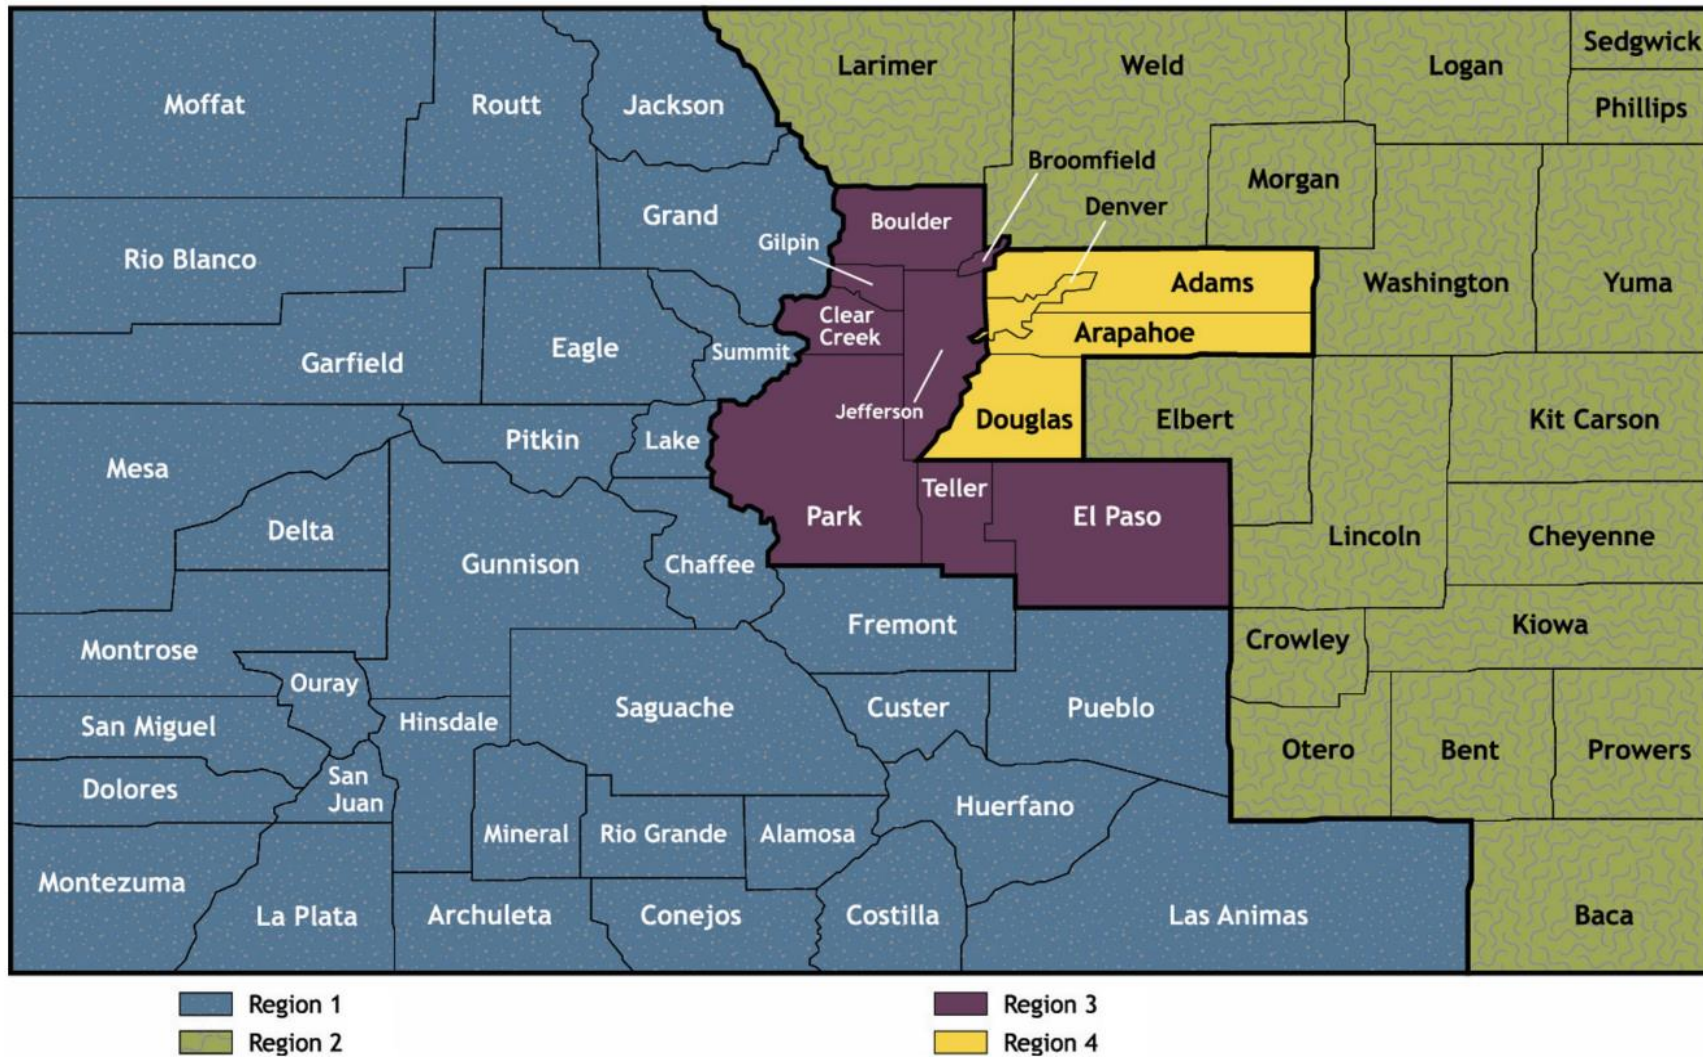 Sedgwick
Larimer
Weld
Logan
Moffat
Routt
Jackson
Phillips
Broomfield
Morgan
Denver
Grand
Boulder
Gilpin
Rio Blanco
Adams
Washington
Yuma
Clear
Creek
Arapahoe
Eagle
Summit
Garfield
Jefferson
Douglas
Elbert
Kit Carson
Pitkin
Lake
Mesa
Teller
Park
El Paso
Delta
Lincoln
Cheyenne
Gunnison
Chaffee
Fremont
Kiowa
Crowley
Montrose
Ouray
Saguache
Custer
Pueblo
Hinsdale
San Miguel
Otero
Bent
Prowers
Dolores
San
Juan
Huerfano
Mineral
Rio Grande
Alamosa
Montezuma
La Plata
Archuleta
Conejos
Costilla
Las Animas
Baca
Region 1
Region 2
Region 3
Region 4